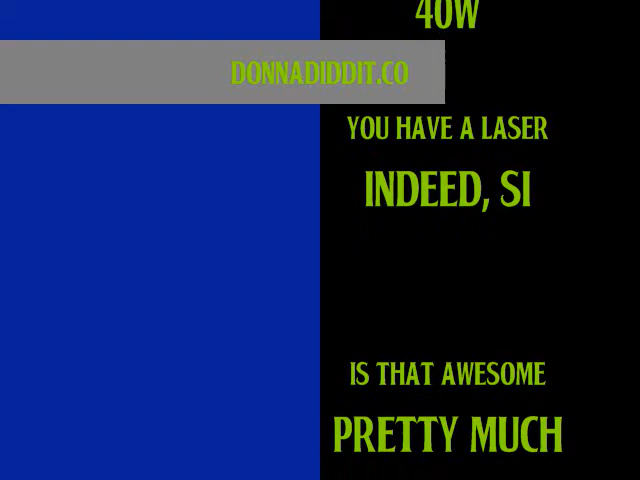 40W
DONNADIDDIT.CO
YOU HAVE A LASER
INDEED, SI
IS THAT AWESOME
PRETTY MUCH